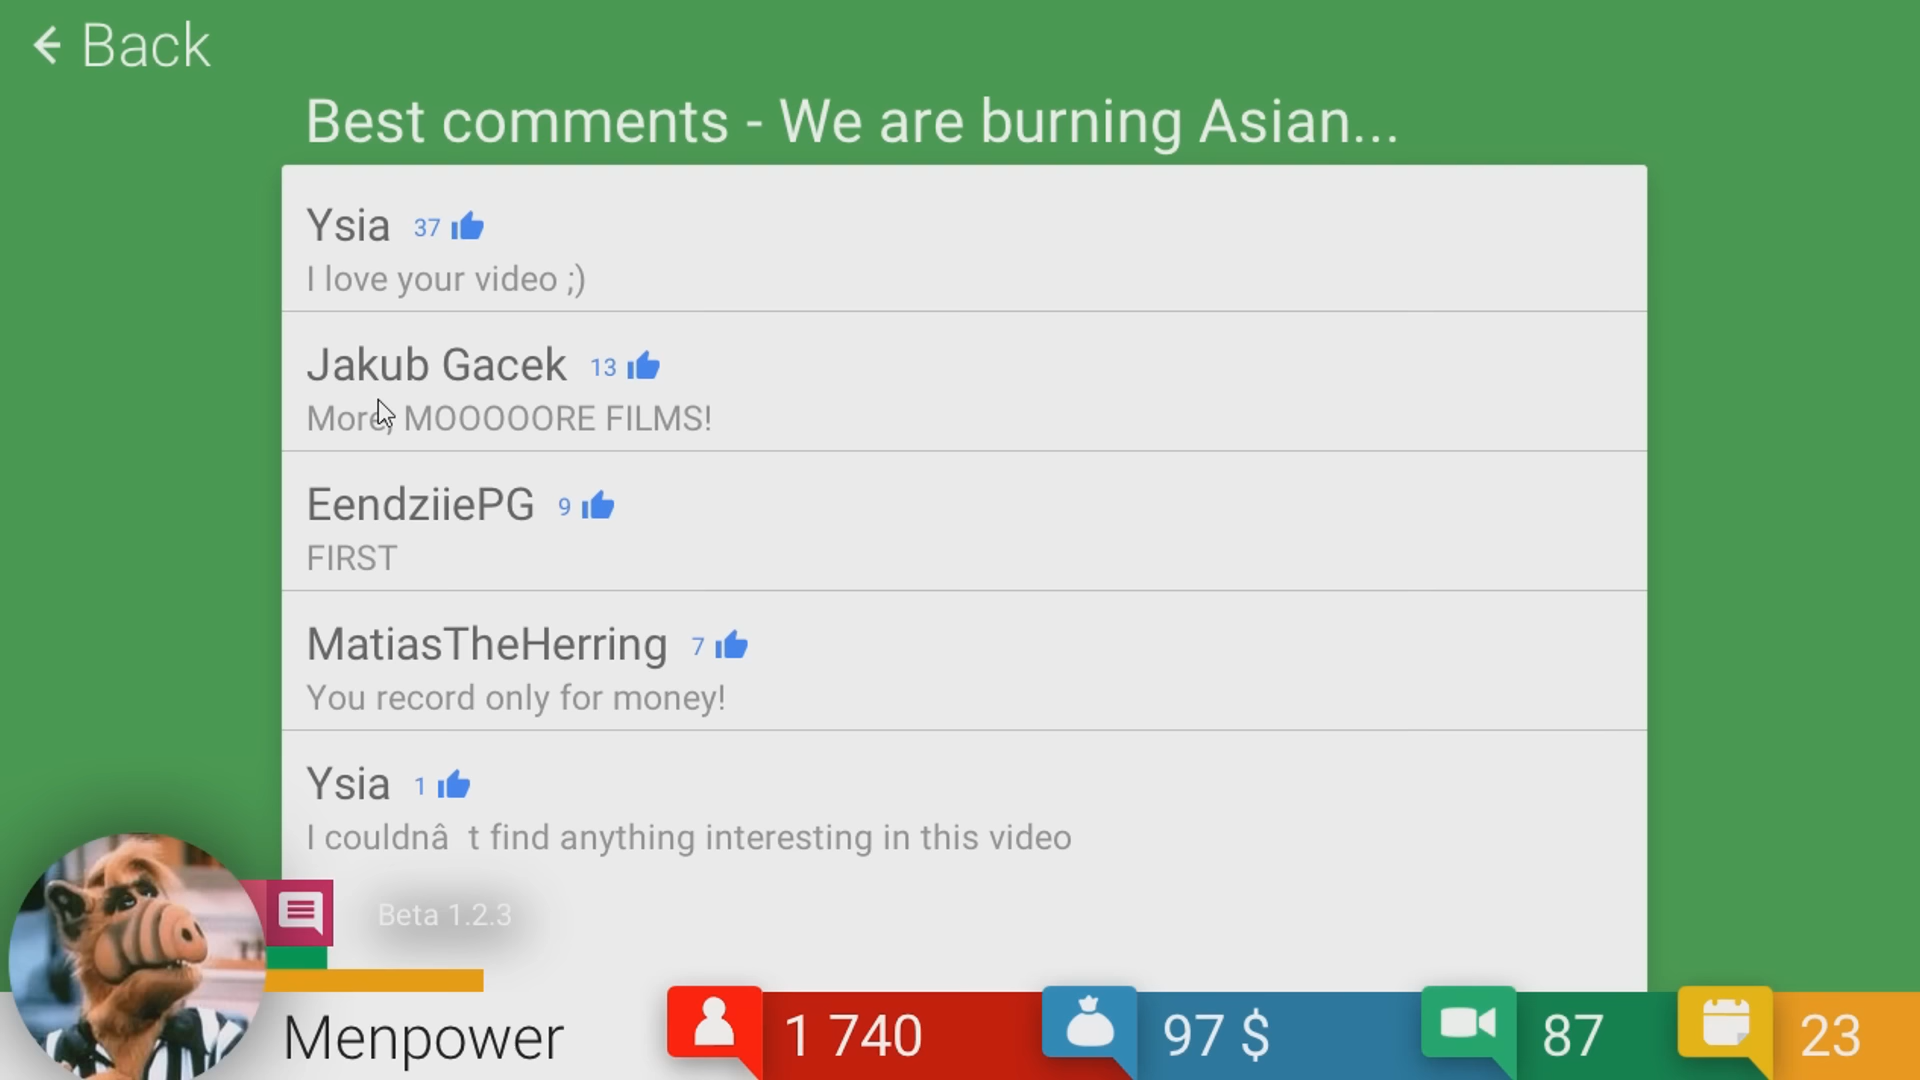 Back
Best comments - We are burning Asian...
Ysia 37
I love your video ;)
Jakub Gacek 13
More, MOOOOORE FILMS!
EendziiePG 9
FIRST
MatiasTheHerring 7
You record only for money!
Ysia 1
I couldnâ t find anything interesting in this video
Beta 1.2.3
Menpower
1 740
97 $
87
23